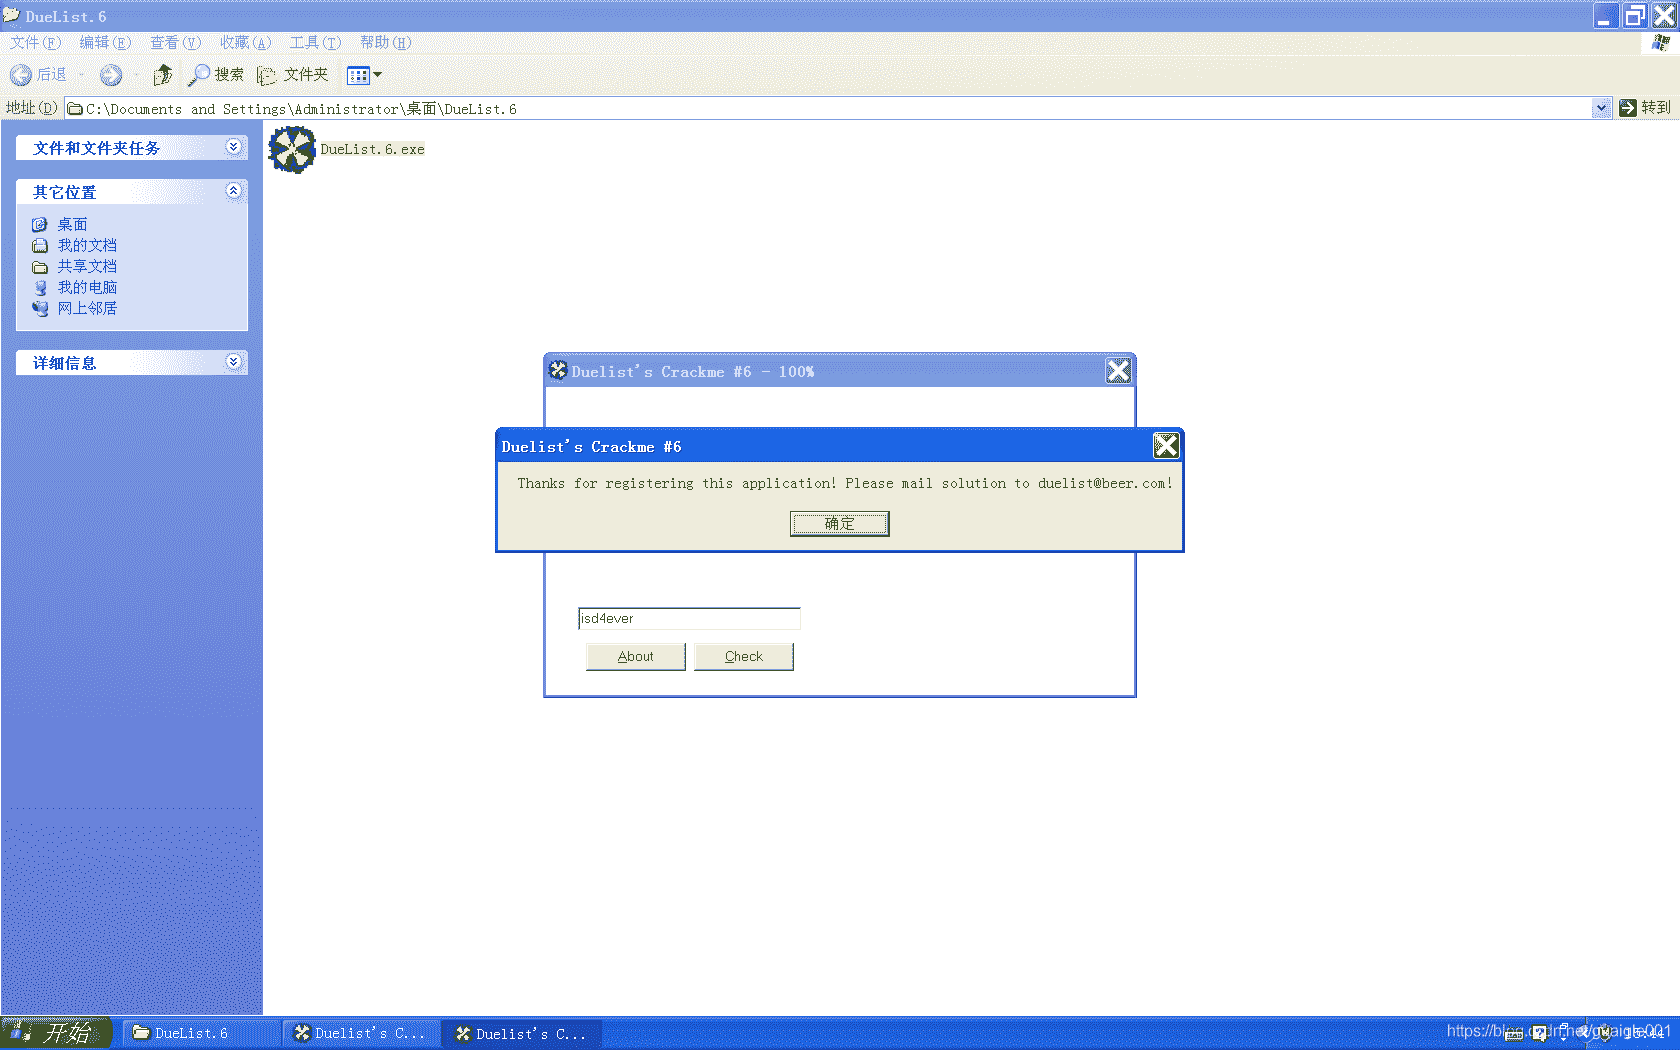 DueList.6
文件(F) 编辑(E) 查看(V) 收藏(A) 工具(T) 帮助(H)
后退 搜索 文件夹
地址(D) C:\Documents and Settings\Administrator\桌面\DueList.6 转到
文件和文件夹任务
DueList.6.exe
其它位置
桌面
我的文档
共享文档
我的电脑
网上邻居
详细信息
Duelist's Crackme #6 - 100%
Duelist's Crackme #6
Thanks for registering this application! Please mail solution to duelist@beer.com!
确定
isd4ever
About Check
开始 DueList.6 Duelist's C... Duelist's C...